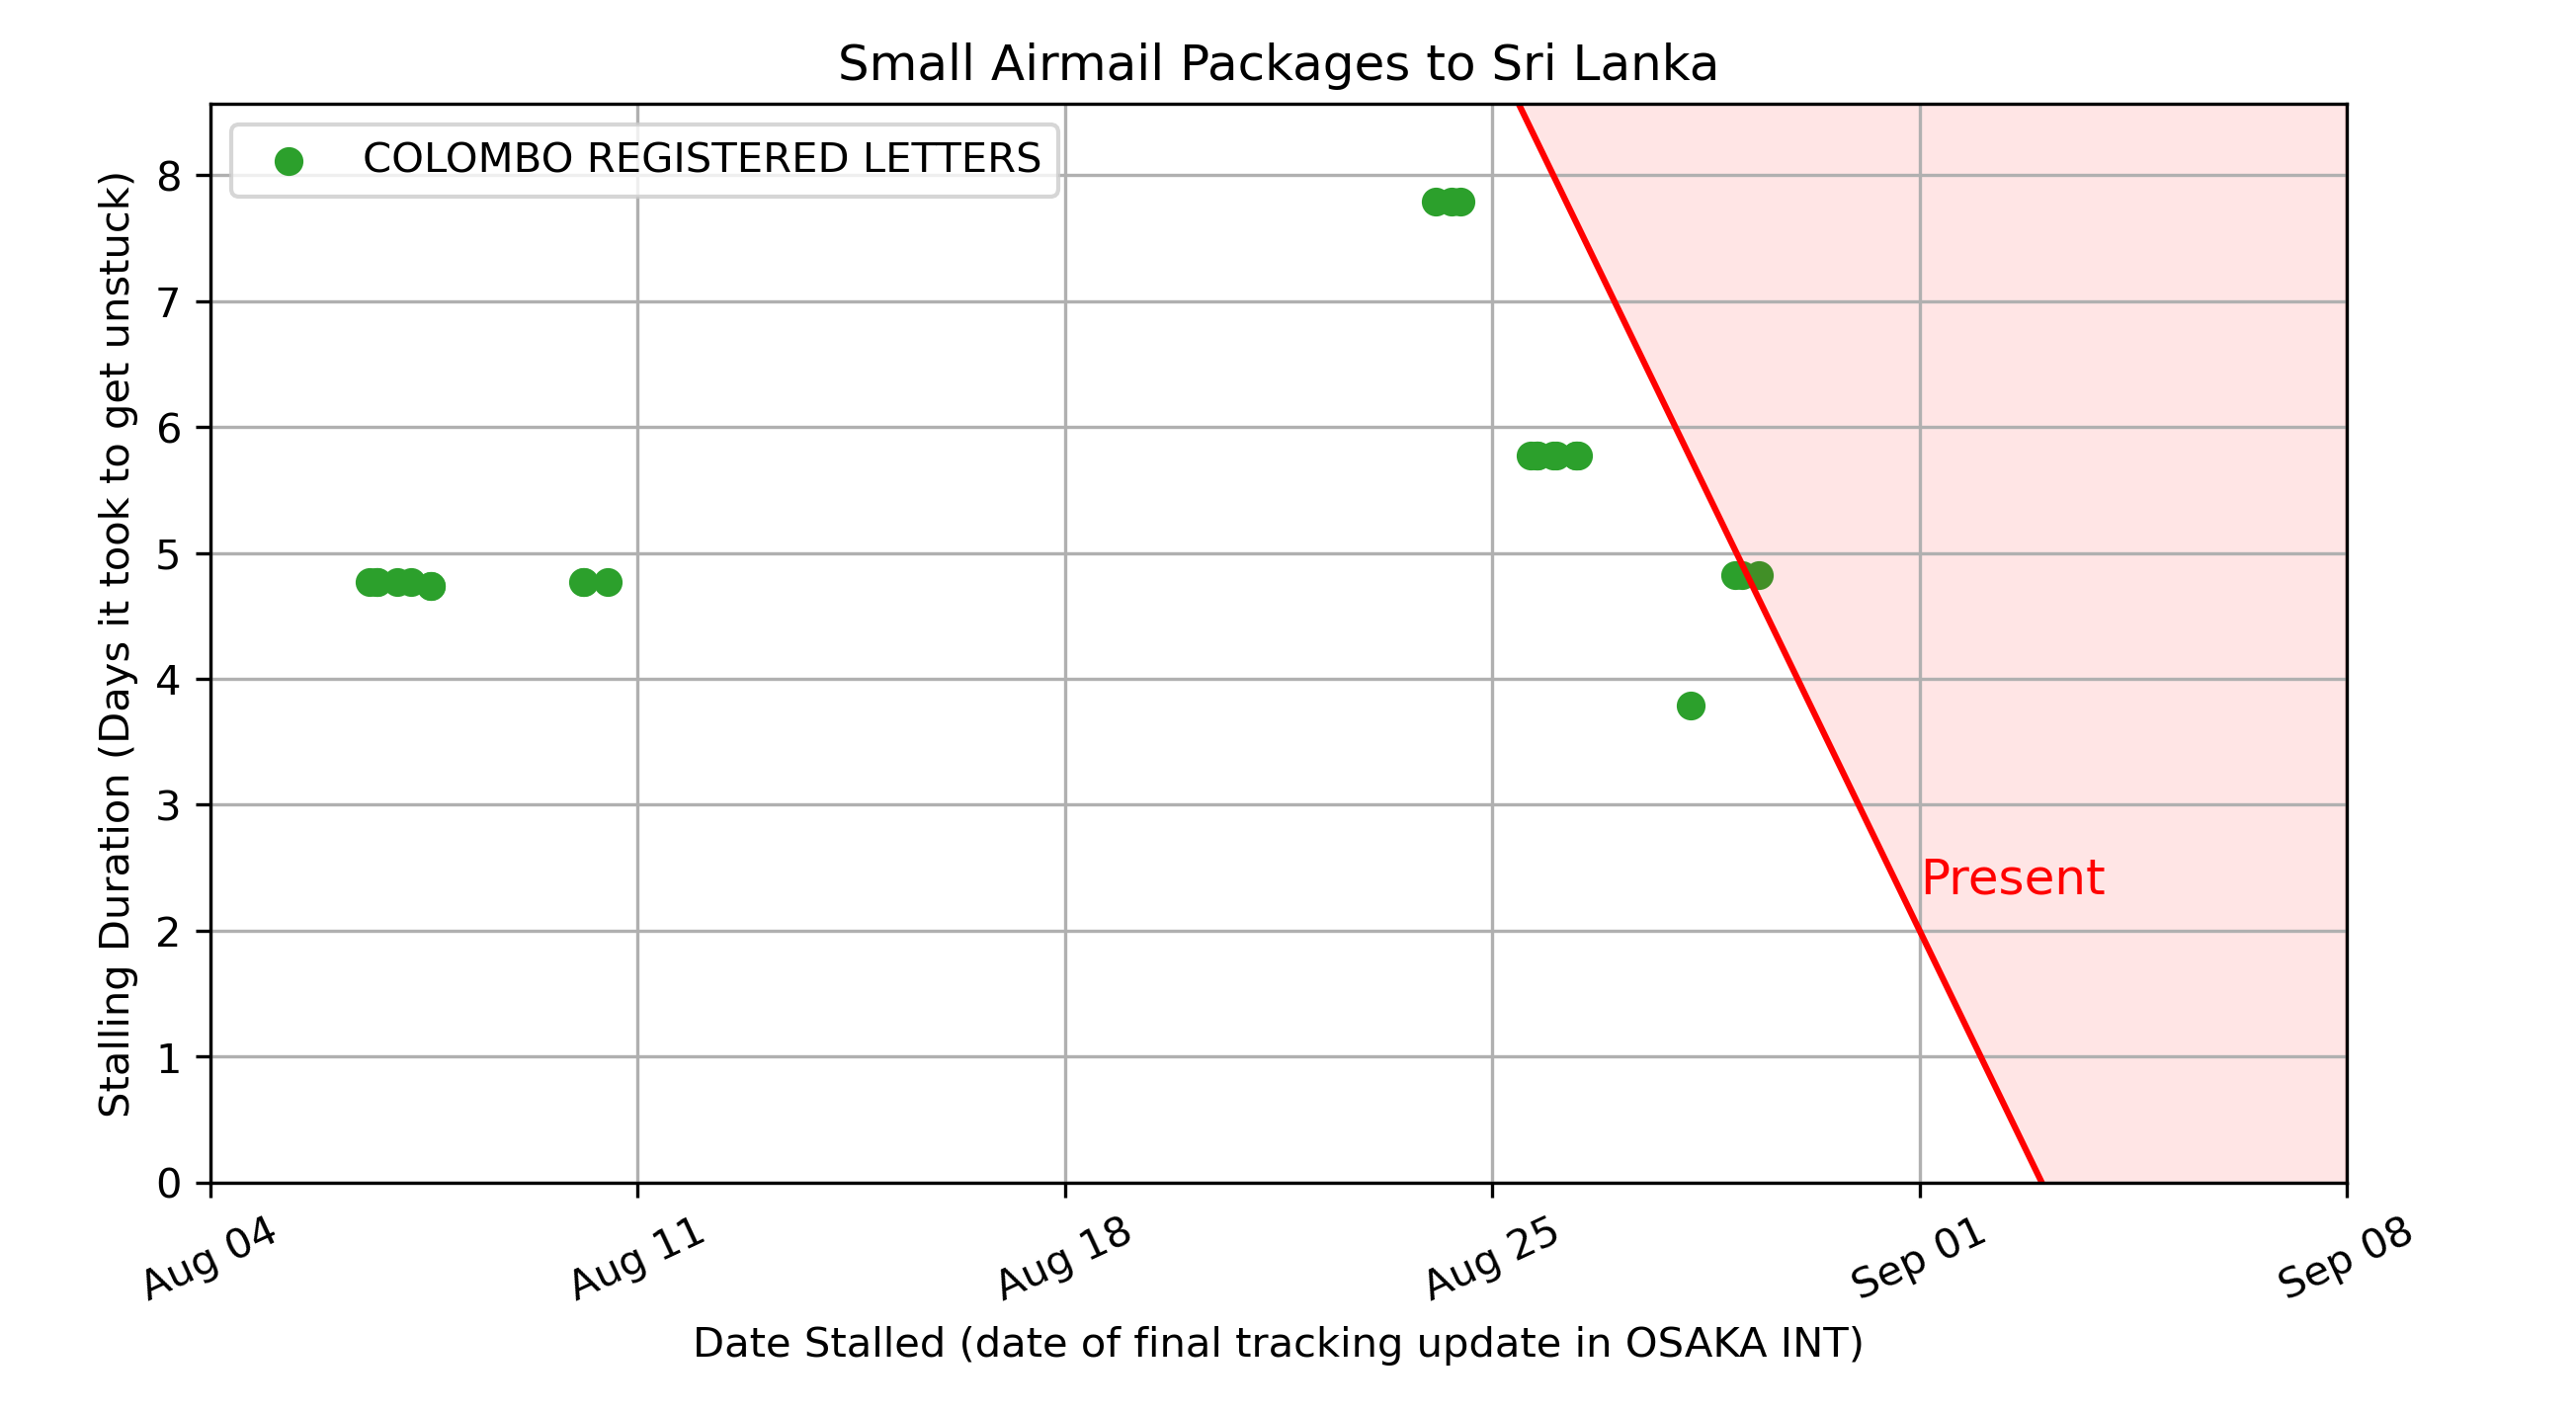 Small Airmail Packages to Sri Lanka
COLOMBO REGISTERED LETTERS
Stalling Duration (Days it took to get unstuck)
8
7
6
5
4
3
2
1
0
Present
Aug 04
Aug 11
Aug 18
Aug 25
Sep 01
Sep 08
Date Stalled (date of final tracking update in OSAKA INT)